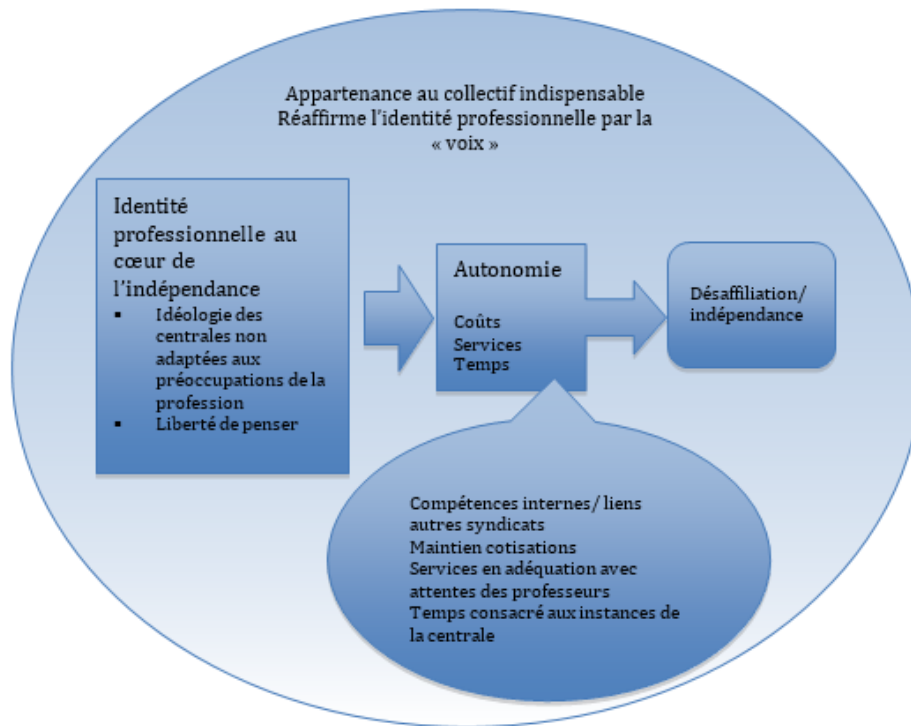 Appartenance au collectif indispensable
Réaffirme l'identité professionnelle par la
« voix »
Identité
professionnelle au
cœur de
l'indépendance
▪ Idéologie des
centrales non
adaptées aux
préoccupations de la
profession
▪ Liberté de penser
Autonomie
Coûts
Services
Temps
Désaffiliation/
indépendance
Compétences internes/ liens
autres syndicats
Maintien cotisations
Services en adéquation avec
attentes des professeurs
Temps consacré aux instances de
la centrale